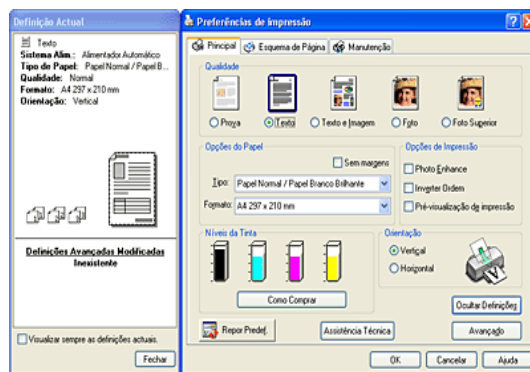 Definição Actual
Texto
Sistema Alim.: Alimentador Automático
Tipo de Papel: Papel Normal / Papel B...
Qualidade: Normal
Formato: A4 297 x 210 mm
Orientação: Vertical
Definições Avançadas Modificadas
Inexistente
Visualizar sempre as definições actuais.
Fechar
Preferências de impressão
Principal
Esquema de Página
Manutenção
Qualidade
Prova
Texto
Texto e Imagem
Foto
Foto Superior
Opções do Papel
Sem margens
Tipo: Papel Normal / Papel Branco Brilhante
Formato: A4 297 x 210 mm
Opções de Impressão
Photo Enhance
Inverter Ordem
Pré-visualização de impressão
Níveis da Tinta
Como Comprar
Orientação
Vertical
Horizontal
Ocultar Definições
Repor Predef.
Assistência Técnica
Avançado
OK
Cancelar
Ajuda